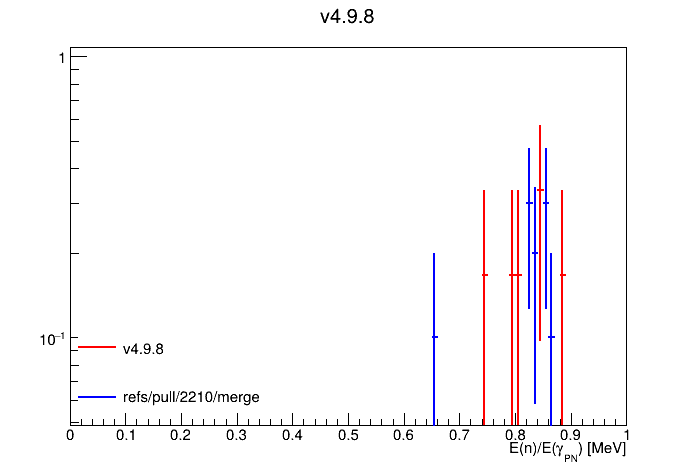 v4.9.8
1
10⁻¹
v4.9.8
refs/pull/2210/merge
0 0.1 0.2 0.3 0.4 0.5 0.6 0.7 0.8 0.9 1
E(n)/E(γ_PN) [MeV]